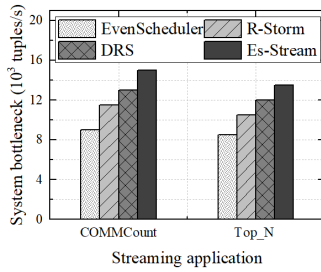 System bottleneck (10³ tuples/s)
20
16
12
8
4
0
EvenScheduler
R-Storm
DRS
Es-Stream
COMMCount
Top_N
Streaming application